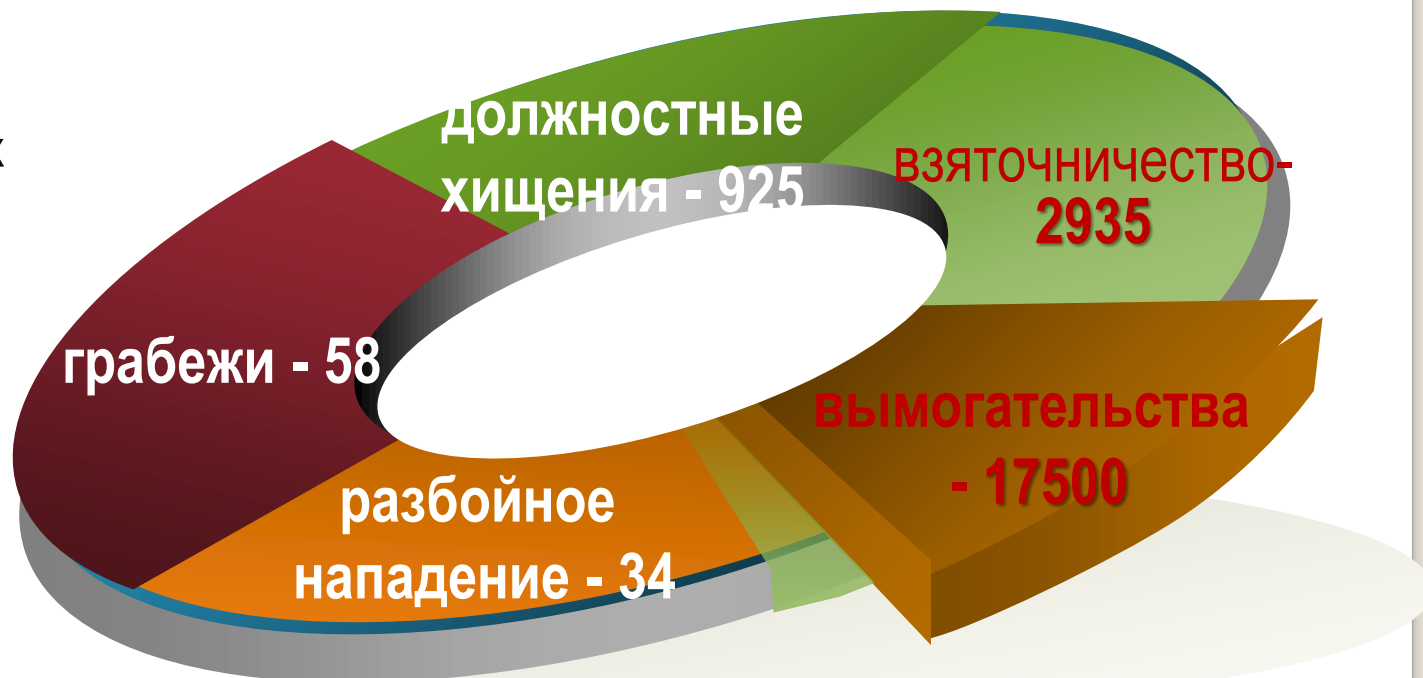 должностные
хищения - 925
х
взяточничество-
2935
грабежи - 58
вымогательства
- 17500
разбойное
нападение - 34